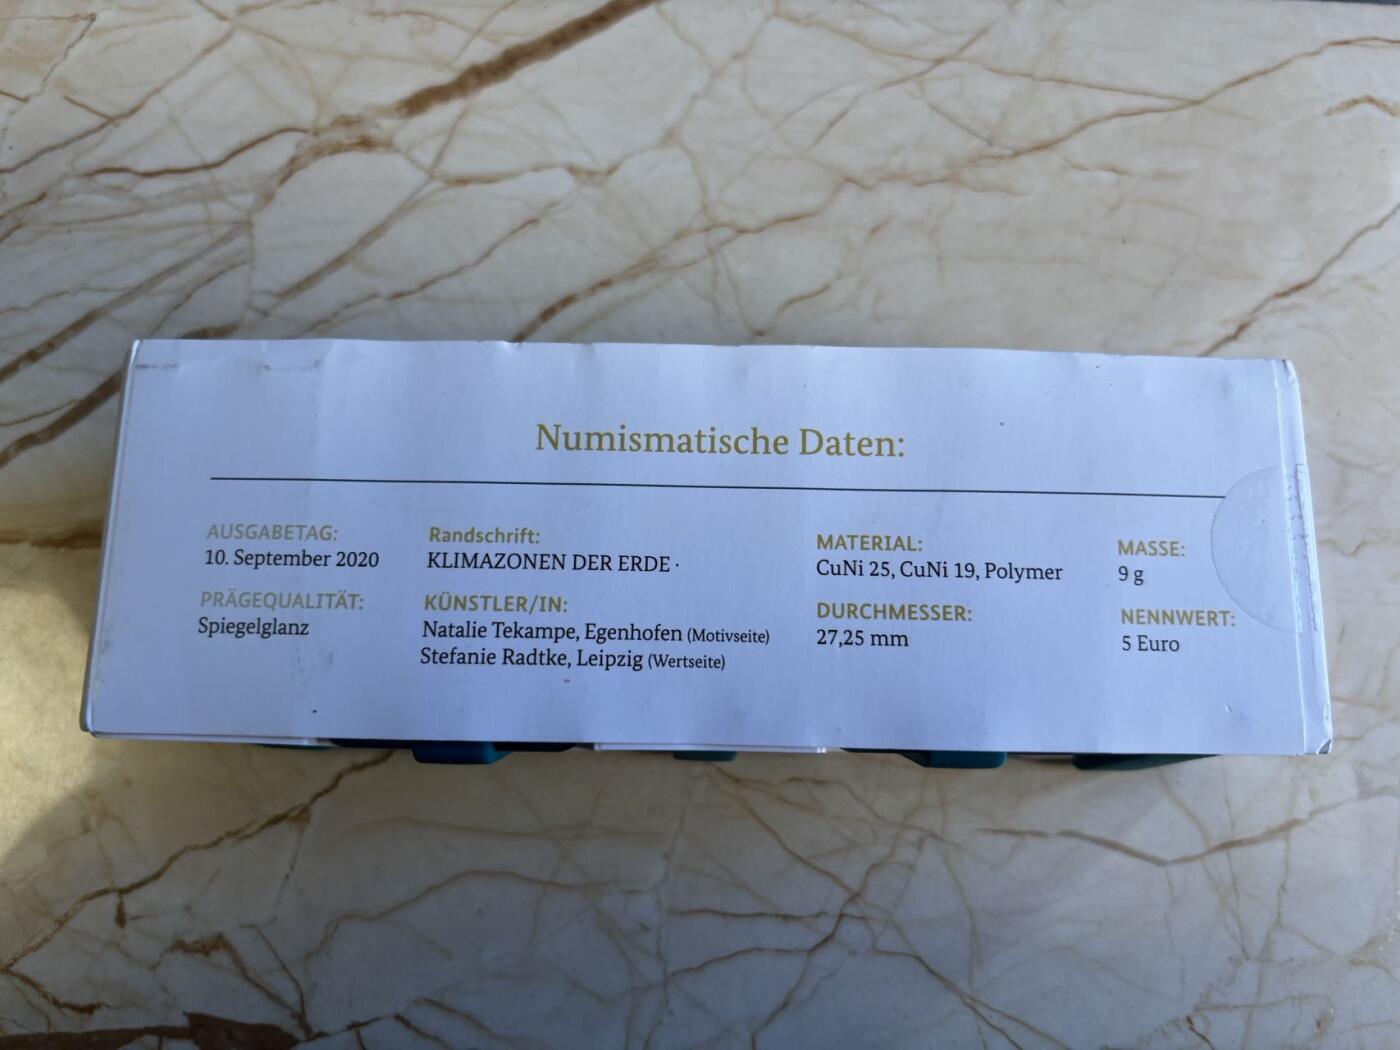 Numismatische Daten:
AUSGABETAG:
10. September 2020
PRÄGEQUALITÄT:
Spiegelglanz
Randschrift:
KLIMAZONEN DER ERDE ·
KÜNSTLER/IN:
Natalie Tekampe, Egenhofen (Motivseite)
Stefanie Radtke, Leipzig (Wertseite)
MATERIAL:
CuNi 25, CuNi 19, Polymer
DURCHMESSER:
27,25 mm
MASSE:
9 g
NENNWERT:
5 Euro